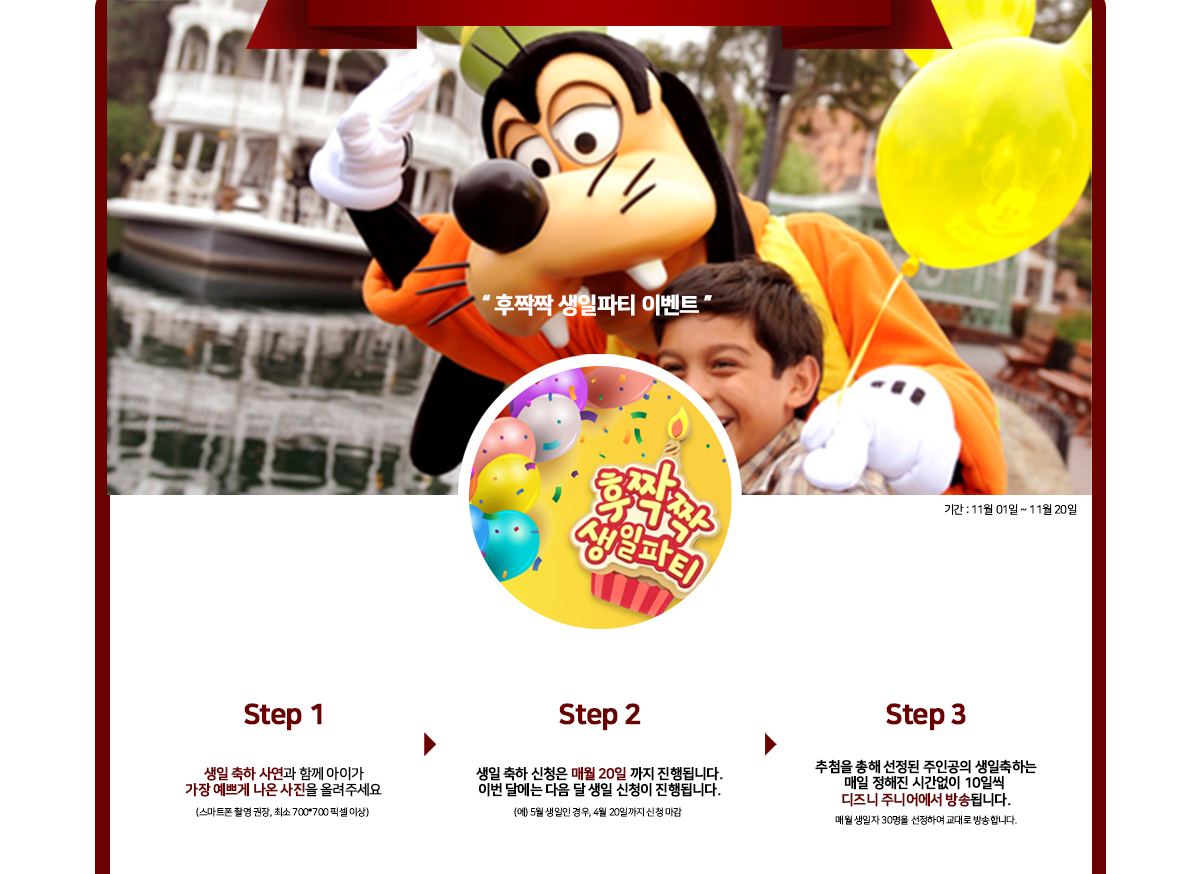 “ 후짝짝 생일파티 이벤트 ”
후짝짝
생일파티
기간 : 11월 01일 ~ 11월 20일
Step 1
생일 축하 사연과 함께 아이가
가장 예쁘게 나온 사진을 올려주세요
(스마트폰 촬영 권장, 최소 700*700 픽셀 이상)
Step 2
생일 축하 신청은 매월 20일 까지 진행됩니다.
이번 달에는 다음 달 생일 신청이 진행됩니다.
(예) 5월 생일인 경우, 4월 20일까지 신청 마감
Step 3
추첨을 총해 선정된 주인공의 생일축하는
매일 정해진 시간없이 10일씩
디즈니 주니어에서 방송됩니다.
매월 생일자 30명을 선정하여 교대로 방송합니다.